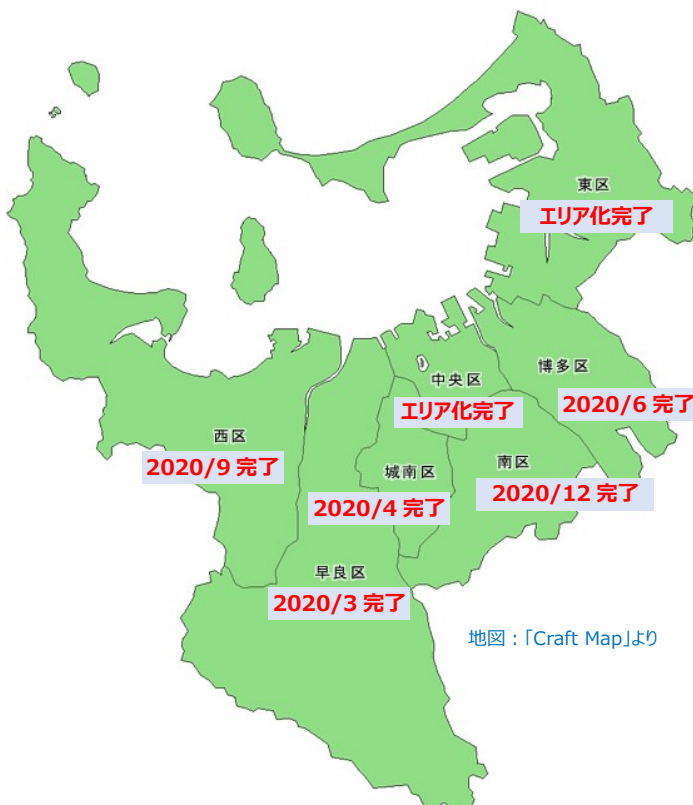 東区
エリア化完了
博多区
2020/6 完了
中央区
エリア化完了
西区
2020/9 完了
城南区
2020/4 完了
南区
2020/12 完了
早良区
2020/3 完了
地図：「Craft Map」より